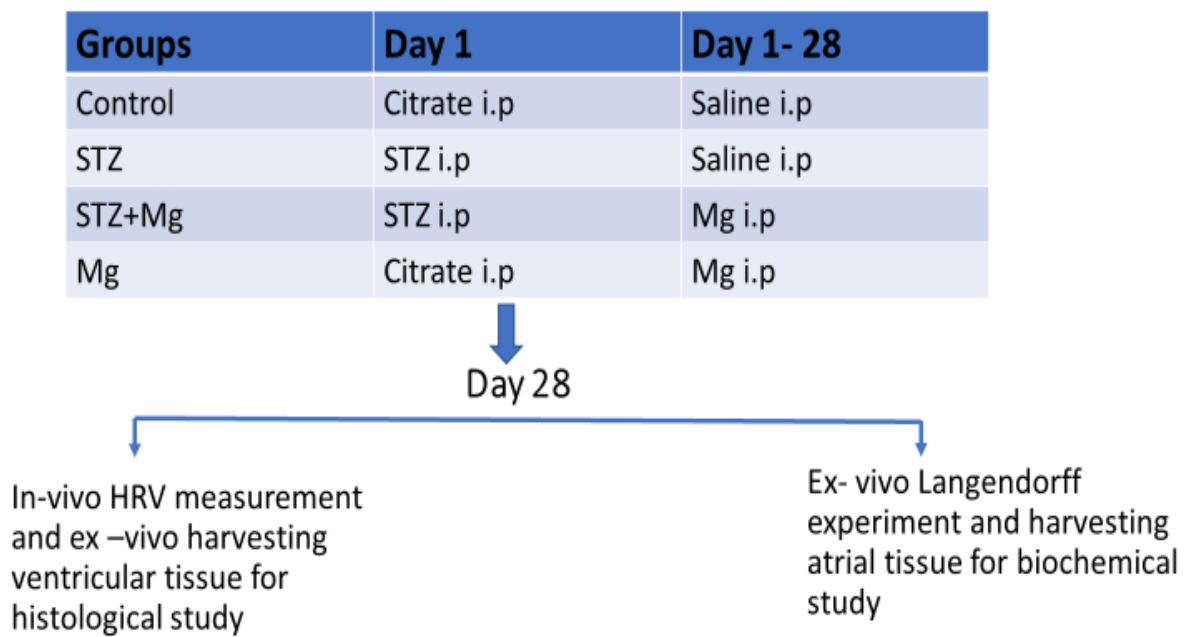 Groups Day 1 Day 1- 28
Control Citrate i.p Saline i.p
STZ STZ i.p Saline i.p
STZ+Mg STZ i.p Mg i.p
Mg Citrate i.p Mg i.p
Day 28
In-vivo HRV measurement
and ex –vivo harvesting
ventricular tissue for
histological study
Ex- vivo Langendorff
experiment and harvesting
atrial tissue for biochemical
study